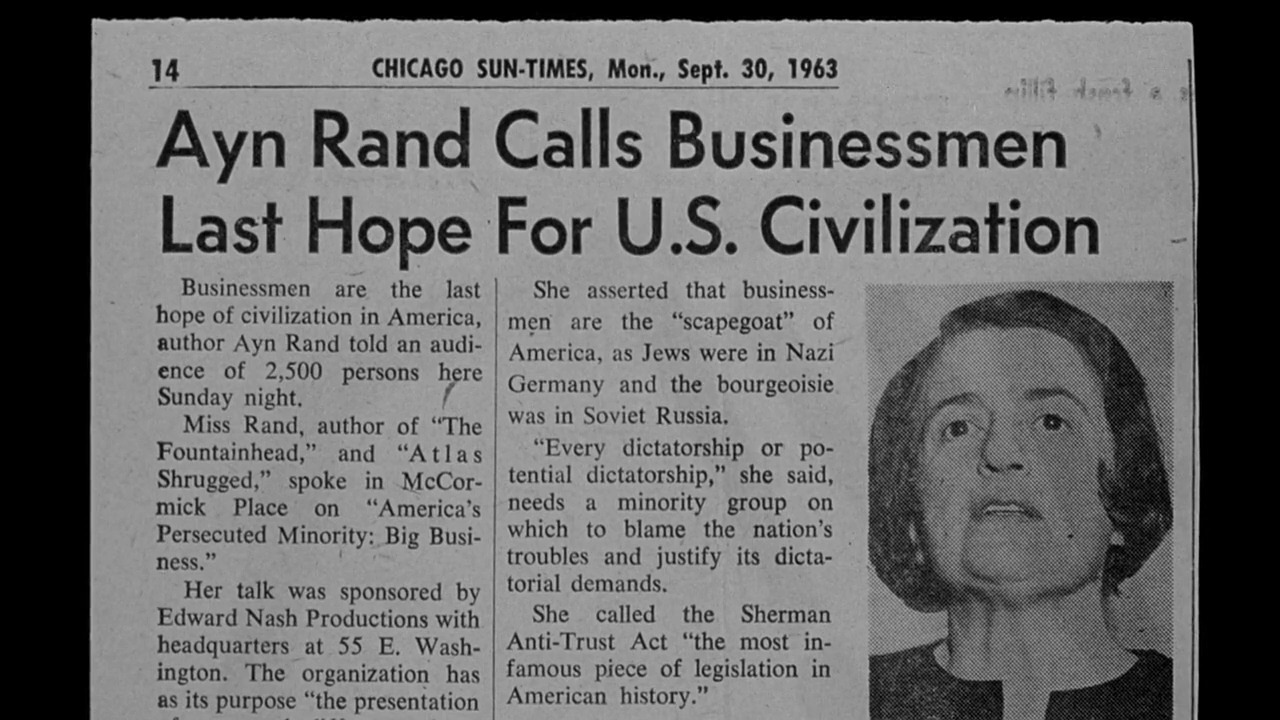 14
CHICAGO SUN-TIMES, Mon., Sept. 30, 1963
Ayn Rand Calls Businessmen
Last Hope For U.S. Civilization
Businessmen are the last
hope of civilization in America,
author Ayn Rand told an audi-
ence of 2,500 persons here
Sunday night.
Miss Rand, author of “The
Fountainhead,” and “Atlas
Shrugged,” spoke in McCor-
mick Place on “America’s
Persecuted Minority: Big Busi-
ness.”
Her talk was sponsored by
Edward Nash Productions with
headquarters at 55 E. Wash-
ington. The organization has
as its purpose “the presentation
She asserted that business-
men are the “scapegoat” of
America, as Jews were in Nazi
Germany and the bourgeoisie
was in Soviet Russia.
“Every dictatorship or po-
tential dictatorship,” she said,
needs a minority group on
which to blame the nation’s
troubles and justify its dicta-
torial demands.
She called the Sherman
Anti-Trust Act “the most in-
famous piece of legislation in
American history.”